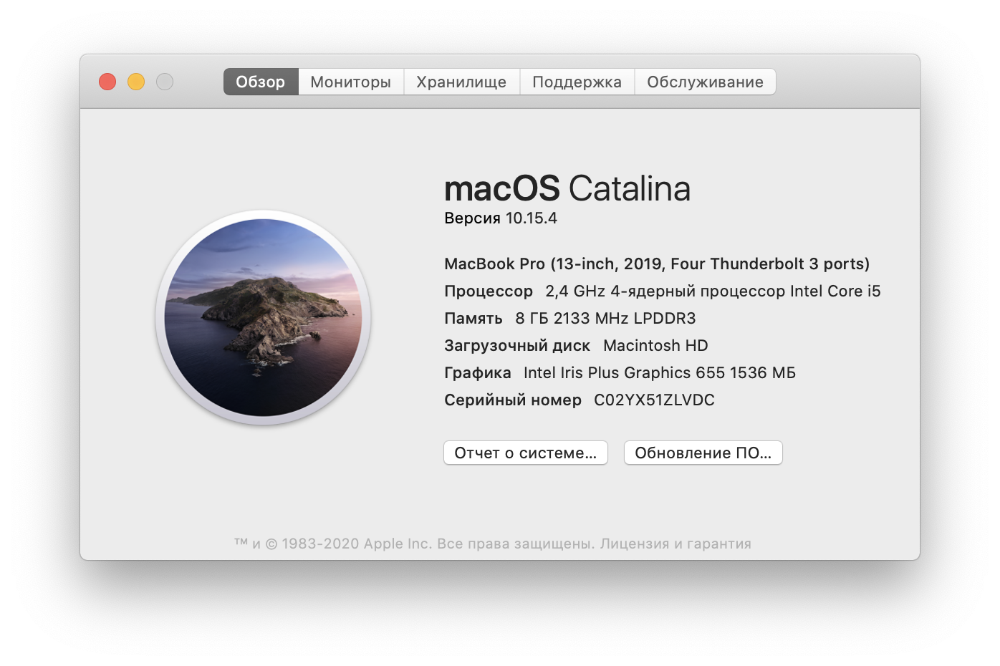 Обзор Мониторы Хранилище Поддержка Обслуживание
macOS Catalina
Версия 10.15.4
MacBook Pro (13-inch, 2019, Four Thunderbolt 3 ports)
Процессор 2,4 GHz 4-ядерный процессор Intel Core i5
Память 8 ГБ 2133 MHz LPDDR3
Загрузочный диск Macintosh HD
Графика Intel Iris Plus Graphics 655 1536 МБ
Серийный номер C02YX51ZLVDC
Отчет о системе... Обновление ПО...
™ и © 1983-2020 Apple Inc. Все права защищены. Лицензия и гарантия